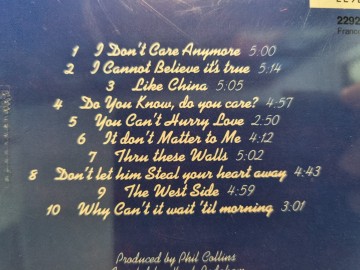 2292
Franc
1 I Don't Care Anymore 5:00
2 I Cannot Believe it's true 5:14
3 Like China 5:05
4 Do You Know, do you care? 4:57
5 You Can't Hurry Love 2:50
6 It don't Matter to Me 4:12
7 Thru these Walls 5:02
8 Don't let him Steal your heart away 4:43
9 The West Side 4:59
10 Why Can't it wait 'til morning 3:01
Produced by Phil Collins